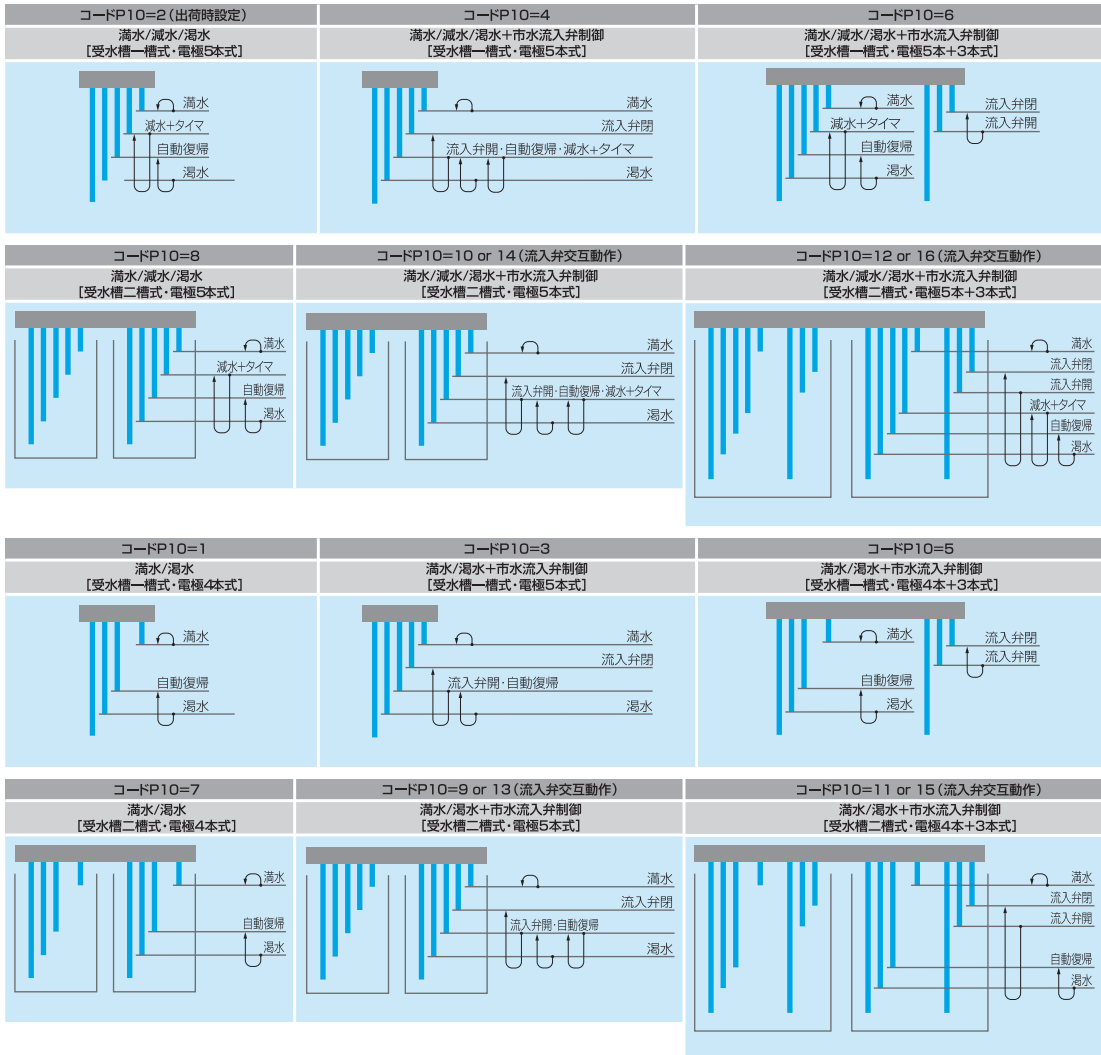 コードP10=2(出荷時設定)
満水/減水/渇水
[受水槽一槽式・電極5本式]
満水
減水+タイマ
自動復帰
渇水
コードP10=4
満水/減水/渇水+市水流入弁制御
[受水槽一槽式・電極5本式]
満水
流入弁閉
流入弁開・自動復帰・減水+タイマ
渇水
コードP10=6
満水/減水/渇水+市水流入弁制御
[受水槽一槽式・電極5本+3本式]
満水
減水+タイマ
自動復帰
渇水
流入弁閉
流入弁開
コードP10=8
満水/減水/渇水
[受水槽二槽式・電極5本式]
満水
減水+タイマ
自動復帰
渇水
コードP10=10 or 14(流入弁交互動作)
満水/減水/渇水+市水流入弁制御
[受水槽二槽式・電極5本式]
満水
流入弁閉
流入弁開・自動復帰・減水+タイマ
渇水
コードP10=12 or 16(流入弁交互動作)
満水/減水/渇水+市水流入弁制御
[受水槽二槽式・電極5本+3本式]
満水
流入弁閉
流入弁開
減水+タイマ
自動復帰
渇水
コードP10=1
満水/渇水
[受水槽一槽式・電極4本式]
満水
自動復帰
渇水
コードP10=3
満水/渇水+市水流入弁制御
[受水槽一槽式・電極5本式]
満水
流入弁閉
流入弁開・自動復帰
渇水
コードP10=5
満水/渇水+市水流入弁制御
[受水槽一槽式・電極4本+3本式]
満水
自動復帰
渇水
流入弁閉
流入弁開
コードP10=7
満水/渇水
[受水槽二槽式・電極4本式]
満水
自動復帰
渇水
コードP10=9 or 13(流入弁交互動作)
満水/渇水+市水流入弁制御
[受水槽二槽式・電極5本式]
満水
流入弁閉
流入弁開・自動復帰
渇水
コードP10=11 or 15(流入弁交互動作)
満水/渇水+市水流入弁制御
[受水槽二槽式・電極4本+3本式]
満水
流入弁閉
流入弁開
自動復帰
渇水